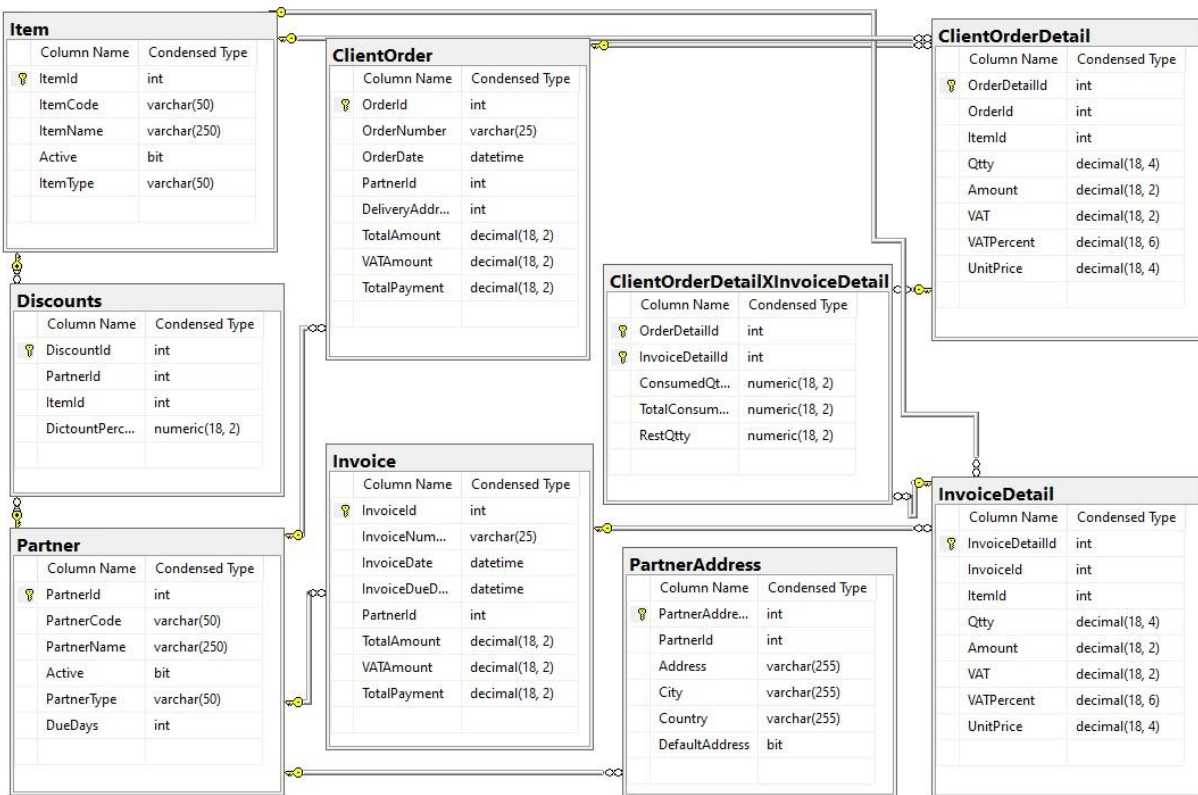 Item
Column Name Condensed Type
ItemId int
ItemCode varchar(50)
ItemName varchar(250)
Active bit
ItemType varchar(50)
ClientOrder
Column Name Condensed Type
OrderId int
OrderNumber varchar(25)
OrderDate datetime
PartnerId int
DeliveryAddr... int
TotalAmount decimal(18, 2)
VATAmount decimal(18, 2)
TotalPayment decimal(18, 2)
ClientOrderDetail
Column Name Condensed Type
OrderDetailId int
OrderId int
ItemId int
Qtty decimal(18, 4)
Amount decimal(18, 2)
VAT decimal(18, 2)
VATPercent decimal(18, 6)
UnitPrice decimal(18, 4)
Discounts
Column Name Condensed Type
DiscountId int
PartnerId int
ItemId int
DictountPerc... numeric(18, 2)
ClientOrderDetailXInvoiceDetail
Column Name Condensed Type
OrderDetailId int
InvoiceDetailId int
ConsumedQt... numeric(18, 2)
TotalConsum... numeric(18, 2)
RestQtty numeric(18, 2)
Partner
Column Name Condensed Type
PartnerId int
PartnerCode varchar(50)
PartnerName varchar(250)
Active bit
PartnerType varchar(50)
DueDays int
Invoice
Column Name Condensed Type
InvoiceId int
InvoiceNum... varchar(25)
InvoiceDate datetime
InvoiceDueD... datetime
PartnerId int
TotalAmount decimal(18, 2)
VATAmount decimal(18, 2)
TotalPayment decimal(18, 2)
PartnerAddress
Column Name Condensed Type
PartnerAddre... int
PartnerId int
Address varchar(255)
City varchar(255)
Country varchar(255)
DefaultAddress bit
InvoiceDetail
Column Name Condensed Type
InvoiceDetailId int
InvoiceId int
ItemId int
Qtty decimal(18, 4)
Amount decimal(18, 2)
VAT decimal(18, 2)
VATPercent decimal(18, 6)
UnitPrice decimal(18, 4)